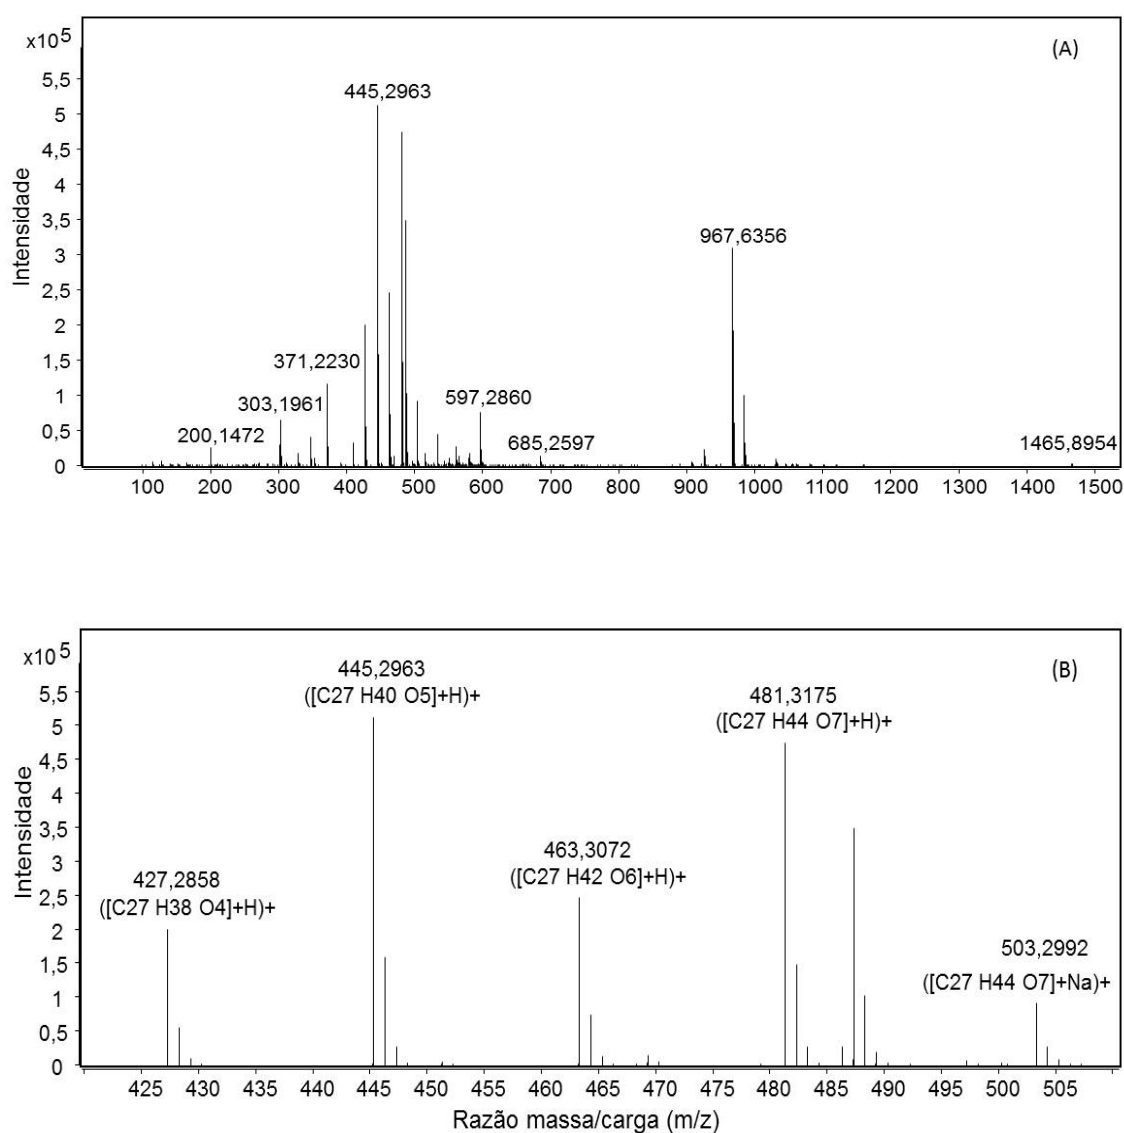 x10^5
(A)
5,5
445,2963
5
4,5
4
3,5
967,6356
3
Intensidade
2,5
2
371,2230
1,5
303,1961
1
597,2860
200,1472
0,5
685,2597
1465,8954
0
100 200 300 400 500 600 700 800 900 1000 1100 1200 1300 1400 1500
x10^5
(B)
445,2963
([C27 H40 O5]+H)+
481,3175
([C27 H44 O7]+H)+
5,5
5
4,5
4
3,5
463,3072
([C27 H42 O6]+H)+
3
Intensidade
427,2858
([C27 H38 O4]+H)+
2,5
2
503,2992
([C27 H44 O7]+Na)+
1,5
1
0,5
0
425 430 435 440 445 450 455 460 465 470 475 480 485 490 495 500 505
Razão massa/carga (m/z)